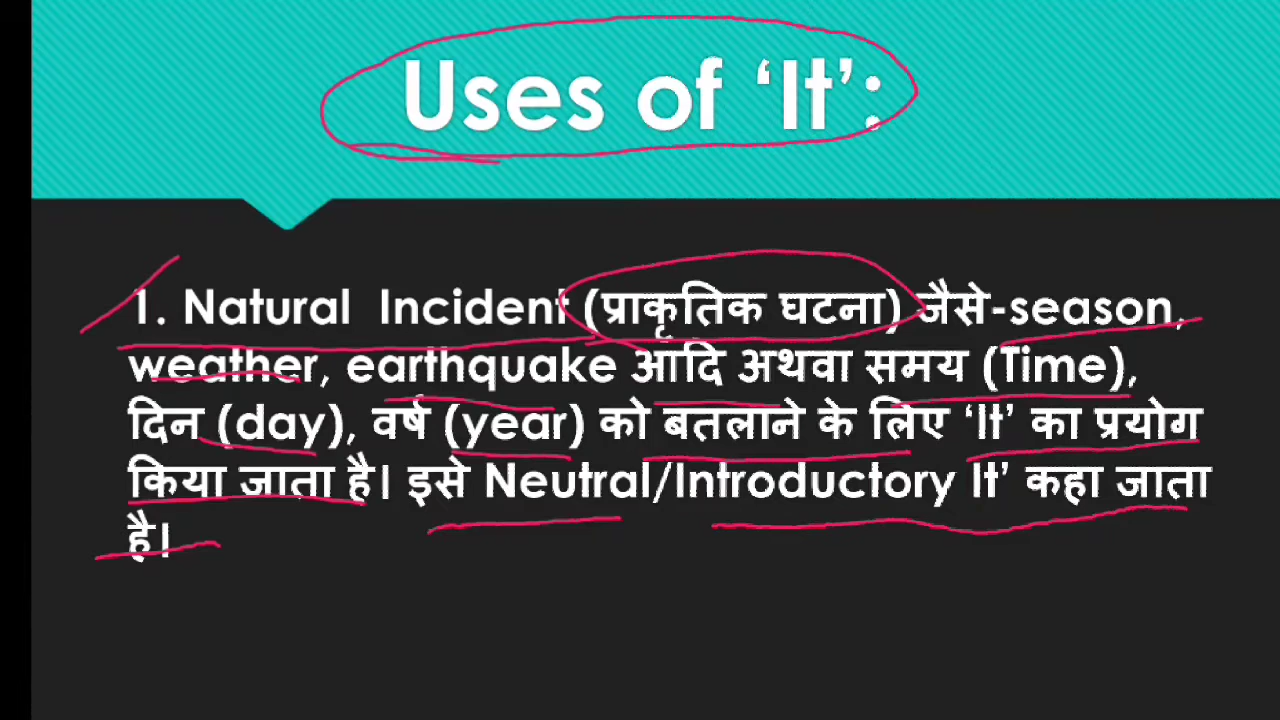 Uses of ‘It’:
1. Natural Incident (प्राकृतिक घटना) जैसे-season,
weather, earthquake आदि अथवा समय (Time),
दिन (day), वर्ष (year) को बतलाने के लिए ‘It’ का प्रयोग
किया जाता है। इसे Neutral/Introductory It’ कहा जाता
है।